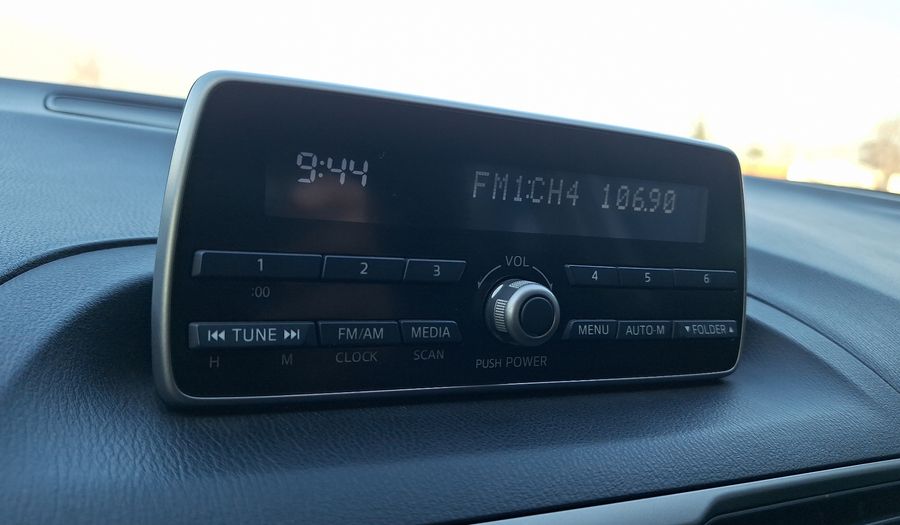 9:44 FM1:CH4 106.90
VOL
1 2 3 4 5 6
:00
TUNE FM/AM MEDIA MENU AUTO-M ▼FOLDER▲
H M CLOCK SCAN PUSH POWER